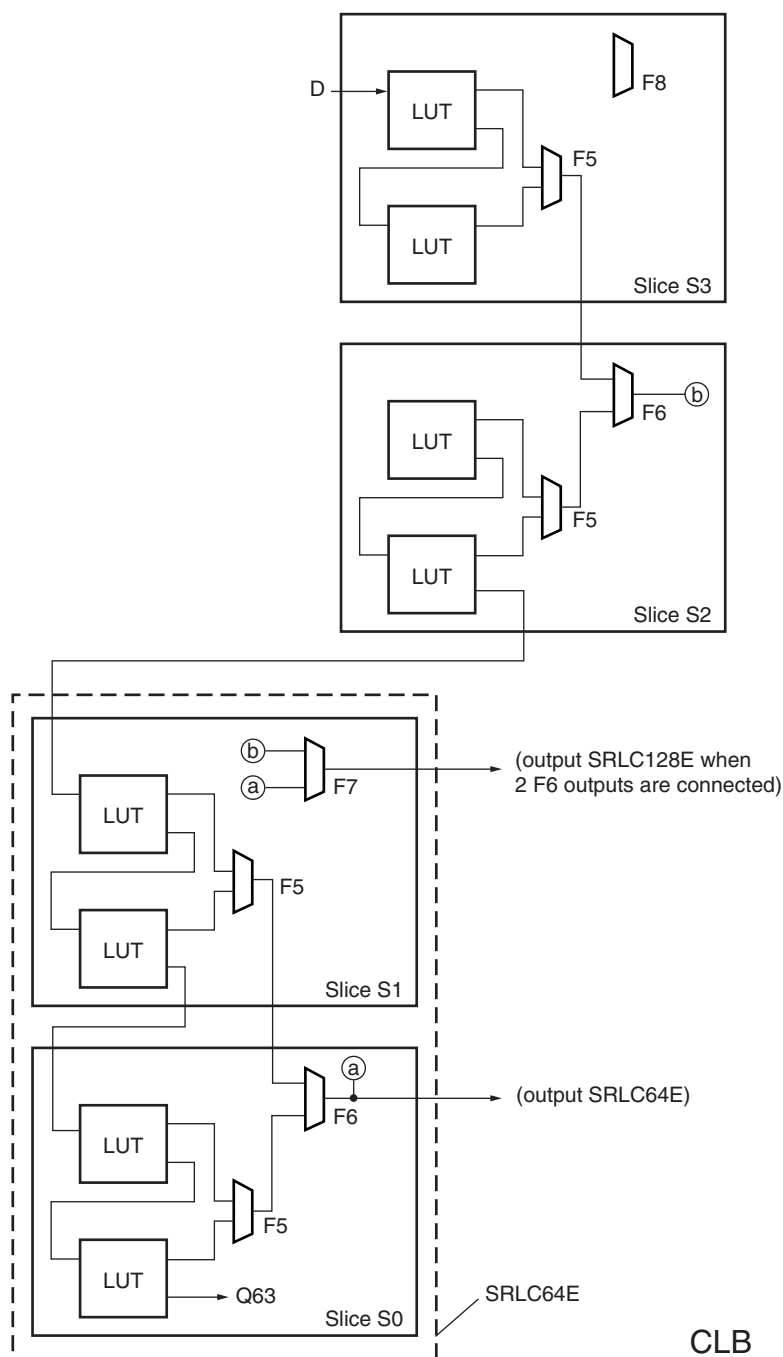 D
LUT
F8
F5
LUT
Slice S3
LUT
F6
b
F5
LUT
Slice S2
b
a
F7
(output SRLC128E when
2 F6 outputs are connected)
LUT
F5
LUT
Slice S1
a
LUT
F6
(output SRLC64E)
F5
LUT
Q63
Slice S0
SRLC64E
CLB